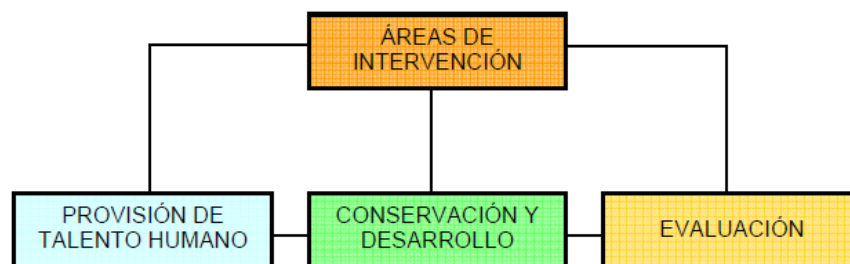 ÁREAS DE
INTERVENCIÓN
PROVISIÓN DE
TALENTO HUMANO
CONSERVACIÓN Y
DESARROLLO
EVALUACIÓN